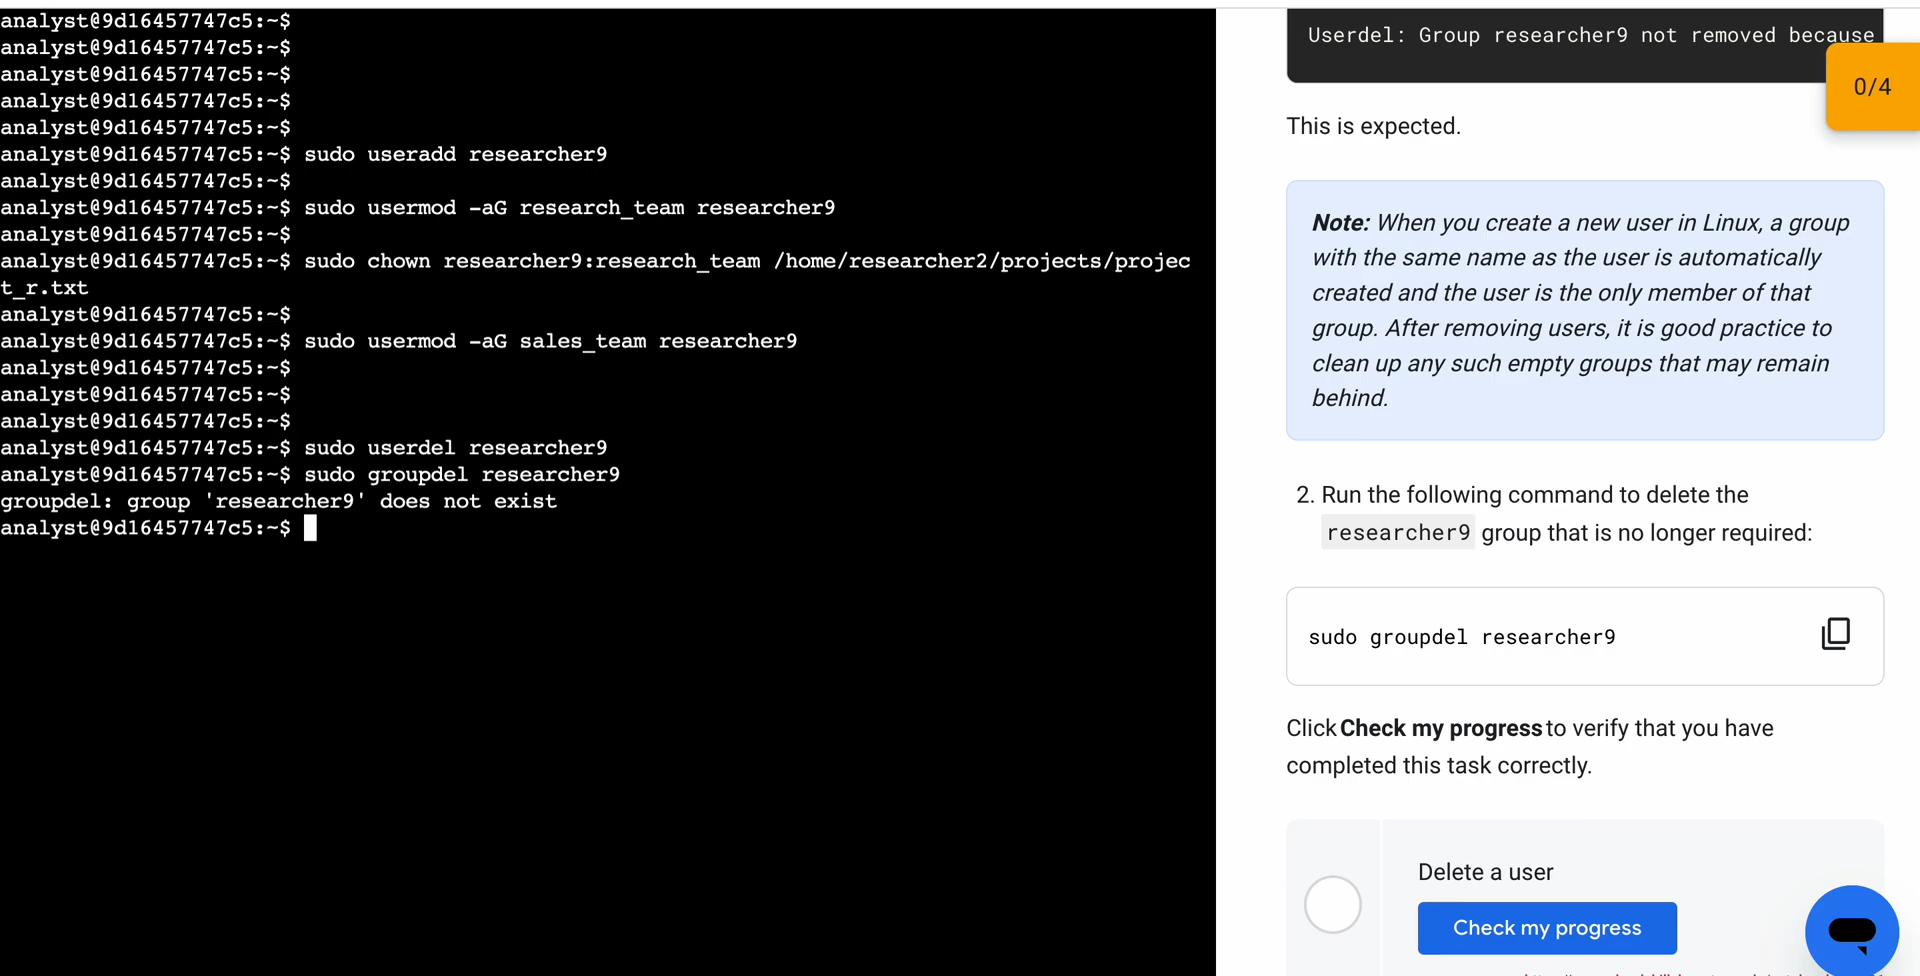 analyst@9d16457747c5:~$
analyst@9d16457747c5:~$
analyst@9d16457747c5:~$
analyst@9d16457747c5:~$
analyst@9d16457747c5:~$
analyst@9d16457747c5:~$ sudo useradd researcher9
analyst@9d16457747c5:~$
analyst@9d16457747c5:~$ sudo usermod -aG research_team researcher9
analyst@9d16457747c5:~$
analyst@9d16457747c5:~$ sudo chown researcher9:research_team /home/researcher2/projects/projec
t_r.txt
analyst@9d16457747c5:~$
analyst@9d16457747c5:~$ sudo usermod -aG sales_team researcher9
analyst@9d16457747c5:~$
analyst@9d16457747c5:~$
analyst@9d16457747c5:~$
analyst@9d16457747c5:~$ sudo userdel researcher9
analyst@9d16457747c5:~$ sudo groupdel researcher9
groupdel: group 'researcher9' does not exist
analyst@9d16457747c5:~$
Userdel: Group researcher9 not removed because
0/4
This is expected.
Note: When you create a new user in Linux, a group
with the same name as the user is automatically
created and the user is the only member of that
group. After removing users, it is good practice to
clean up any such empty groups that may remain
behind.
2. Run the following command to delete the
researcher9 group that is no longer required:
sudo groupdel researcher9
Click Check my progress to verify that you have
completed this task correctly.
Delete a user
Check my progress